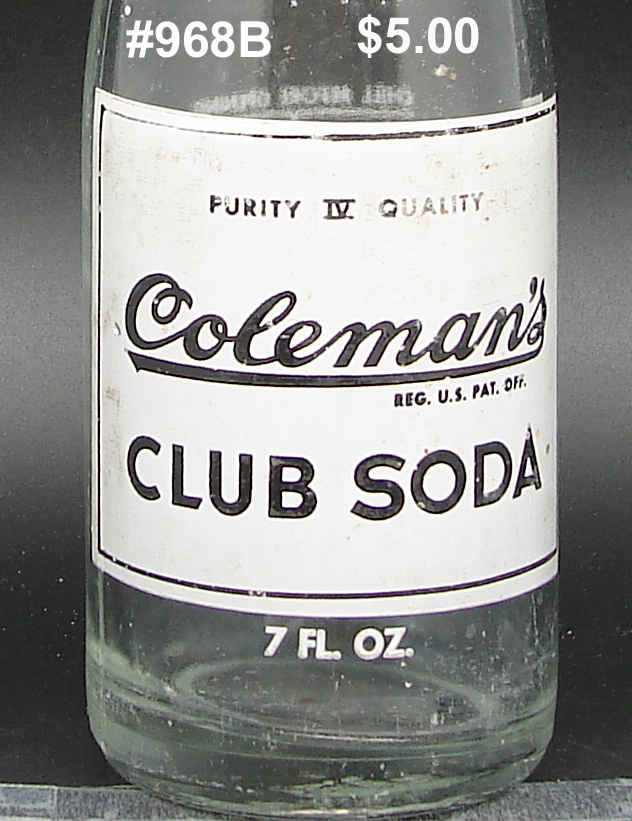 #968B $5.00
PURITY IV QUALITY
Coleman's
REG. U.S. PAT. OFF.
CLUB SODA
7 FL. OZ.